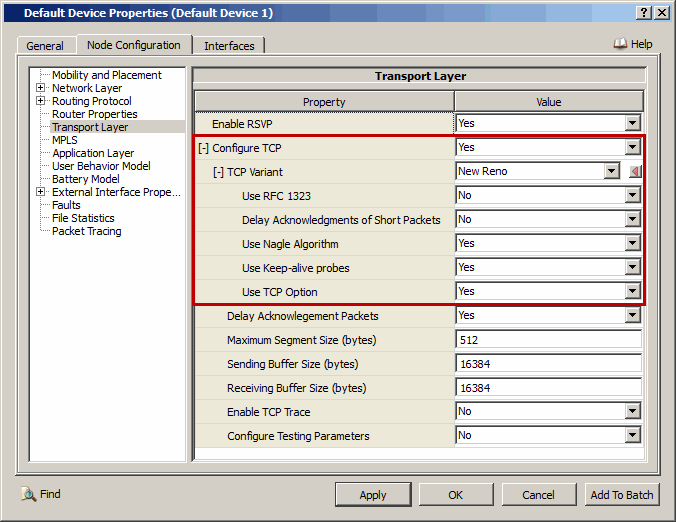 Default Device Properties (Default Device 1)
General
Node Configuration
Interfaces
Help
Mobility and Placement
Network Layer
Routing Protocol
Router Properties
Transport Layer
MPLS
Application Layer
User Behavior Model
Battery Model
External Interface Prope...
Faults
File Statistics
Packet Tracing
Transport Layer
Property Value
Enable RSVP Yes
[-] Configure TCP Yes
[-] TCP Variant New Reno
Use RFC 1323 No
Delay Acknowledgments of Short Packets No
Use Nagle Algorithm Yes
Use Keep-alive probes Yes
Use TCP Option Yes
Delay Acknowlegement Packets Yes
Maximum Segment Size (bytes) 512
Sending Buffer Size (bytes) 16384
Receiving Buffer Size (bytes) 16384
Enable TCP Trace No
Configure Testing Parameters No
Find
Apply
OK
Cancel
Add To Batch